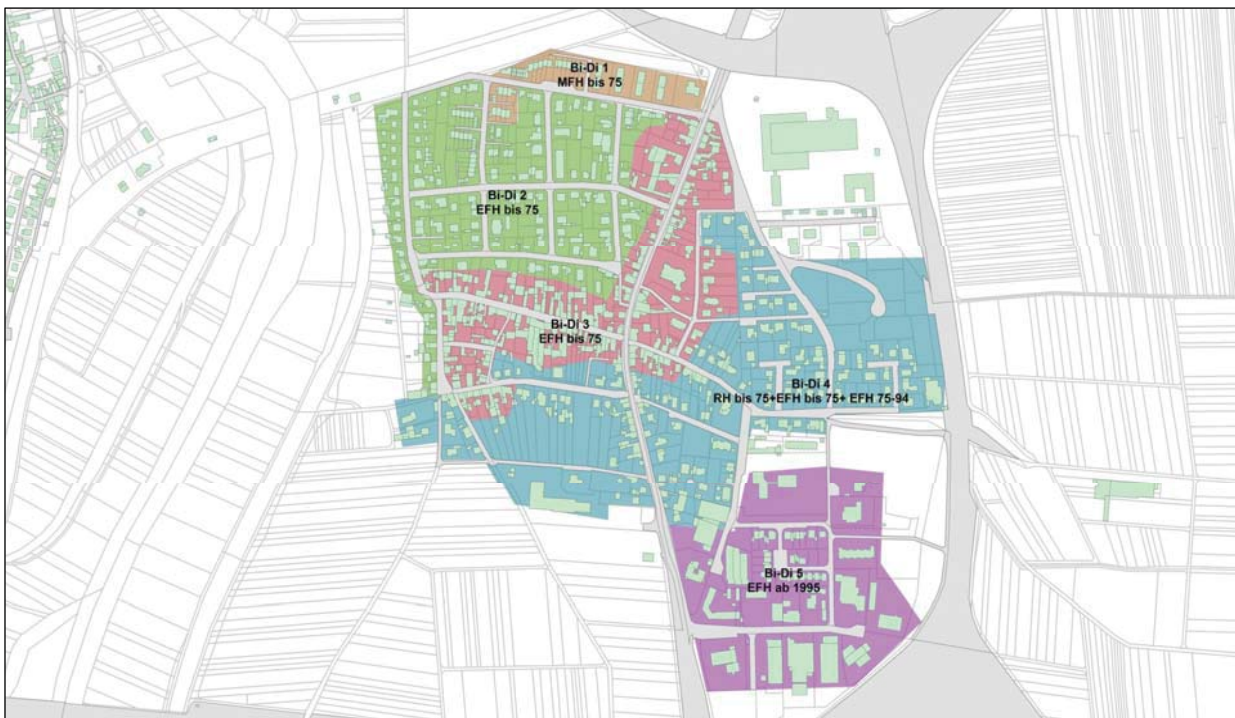 Bi-Di 1
MFH bis 75
Bi-Di 2
EFH bis 75
Bi-Di 3
EFH bis 75
Bi-Di 4
RH bis 75+EFH bis 75+ EFH 75-94
Bi-Di 5
EFH ab 1995